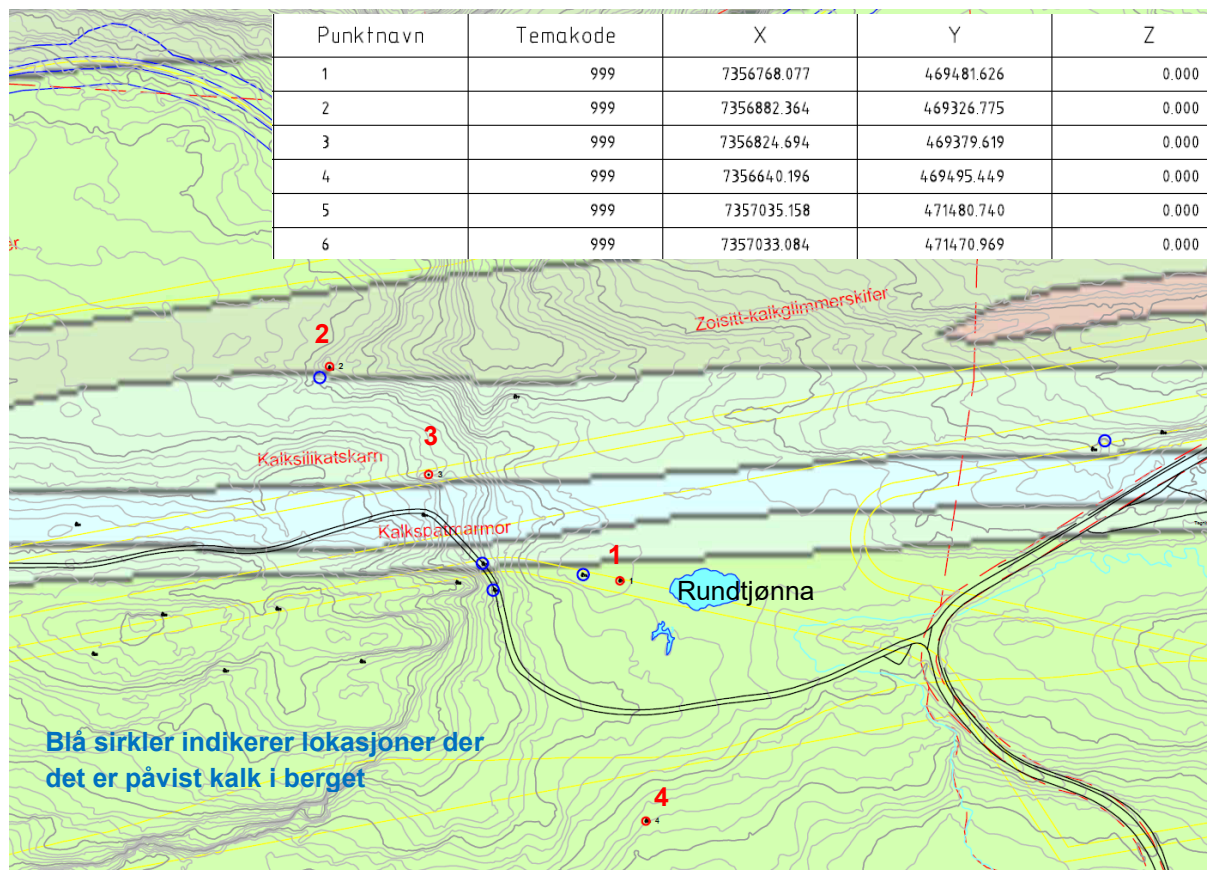 Punktnavn Temakode X Y Z
1 999 7356768.077 469481.626 0.000
2 999 7356882.364 469326.775 0.000
3 999 7356824.694 469379.619 0.000
4 999 7356640.196 469495.449 0.000
5 999 7357035.158 471480.740 0.000
6 999 7357033.084 471470.969 0.000
Zoisitt-kalkglimmerskifer
2
2
3
Kalksilikatskarn
3
Kalkspatmarmor
1
1
Rundtjønna
Blå sirkler indikerer lokasjoner der
det er påvist kalk i berget
4
4